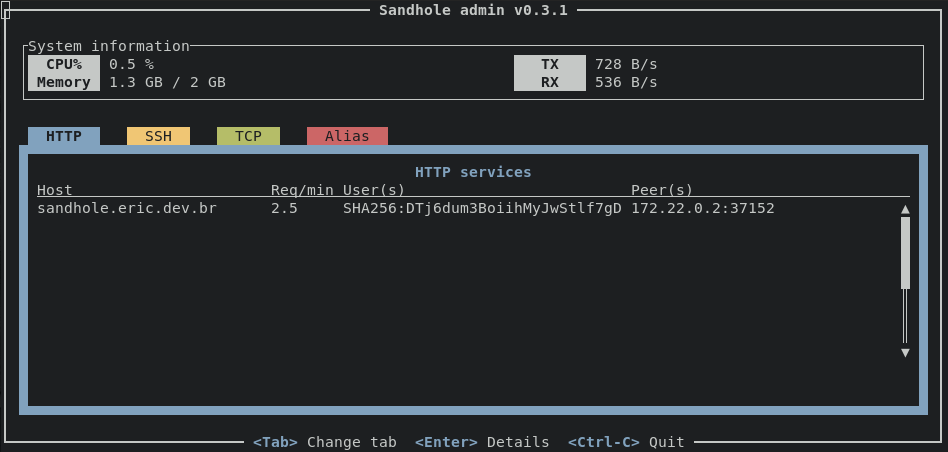 Sandhole admin v0.3.1
System information
CPU% 0.5 % TX 728 B/s
Memory 1.3 GB / 2 GB RX 536 B/s
HTTP SSH TCP Alias
HTTP services
Host Req/min User(s) Peer(s)
sandhole.eric.dev.br 2.5 SHA256:DTj6dum3BoiihMyJwStlf7gD 172.22.0.2:37152
<Tab> Change tab <Enter> Details <Ctrl-C> Quit